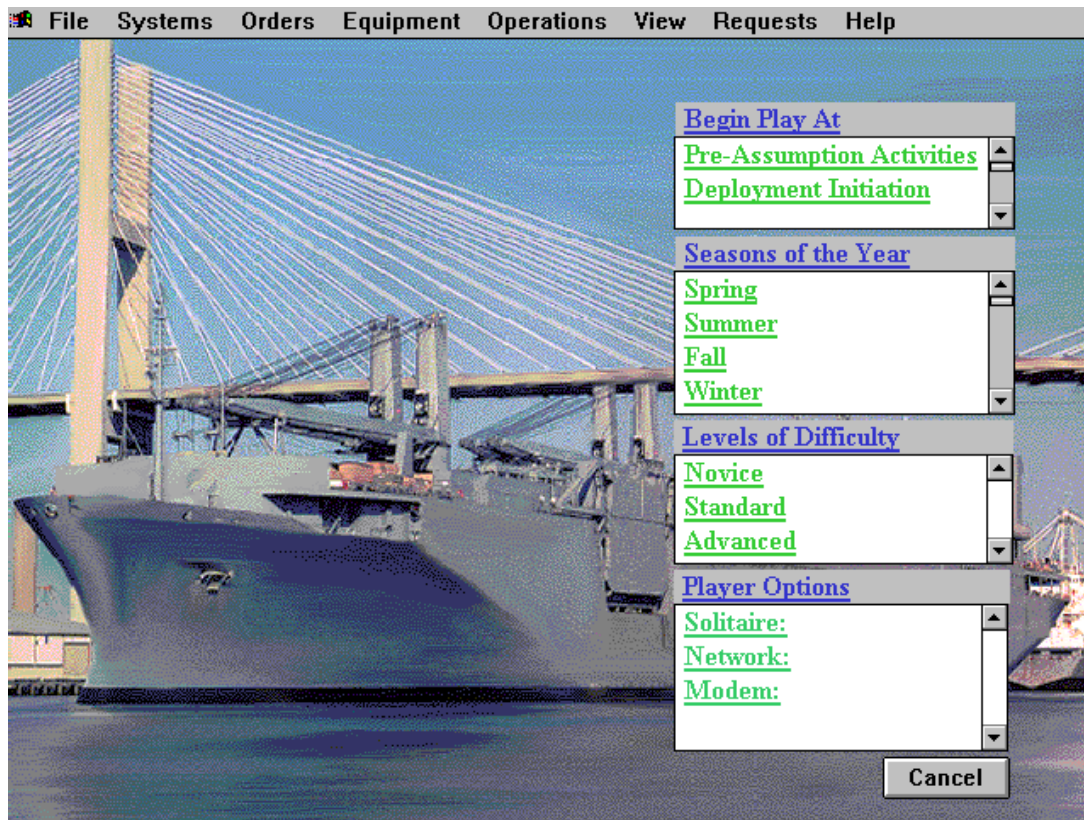 File Systems Orders Equipment Operations View Requests Help
Begin Play At
Pre-Assumption Activities
Deployment Initiation
Seasons of the Year
Spring
Summer
Fall
Winter
Levels of Difficulty
Novice
Standard
Advanced
Player Options
Solitaire:
Network:
Modem:
Cancel